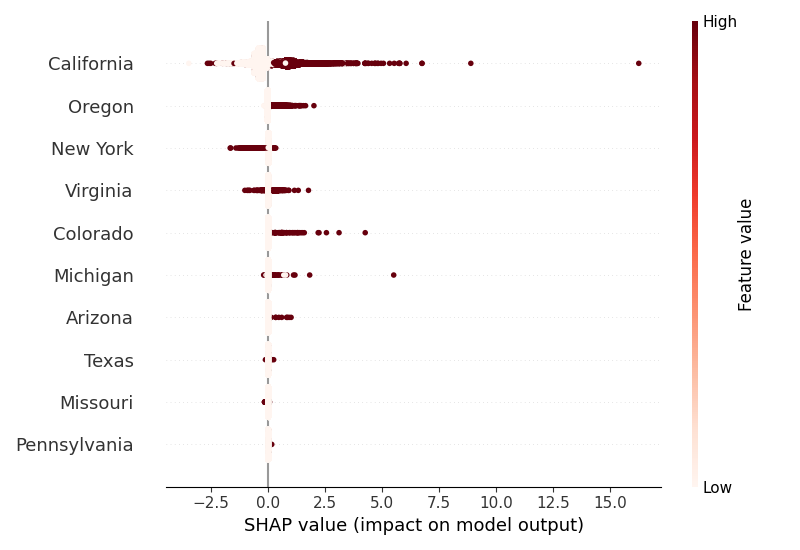 High
California
Oregon
New York
Virginia
Colorado
Michigan
Arizona
Texas
Missouri
Pennsylvania
Feature value
Low
−2.5 0.0 2.5 5.0 7.5 10.0 12.5 15.0
SHAP value (impact on model output)